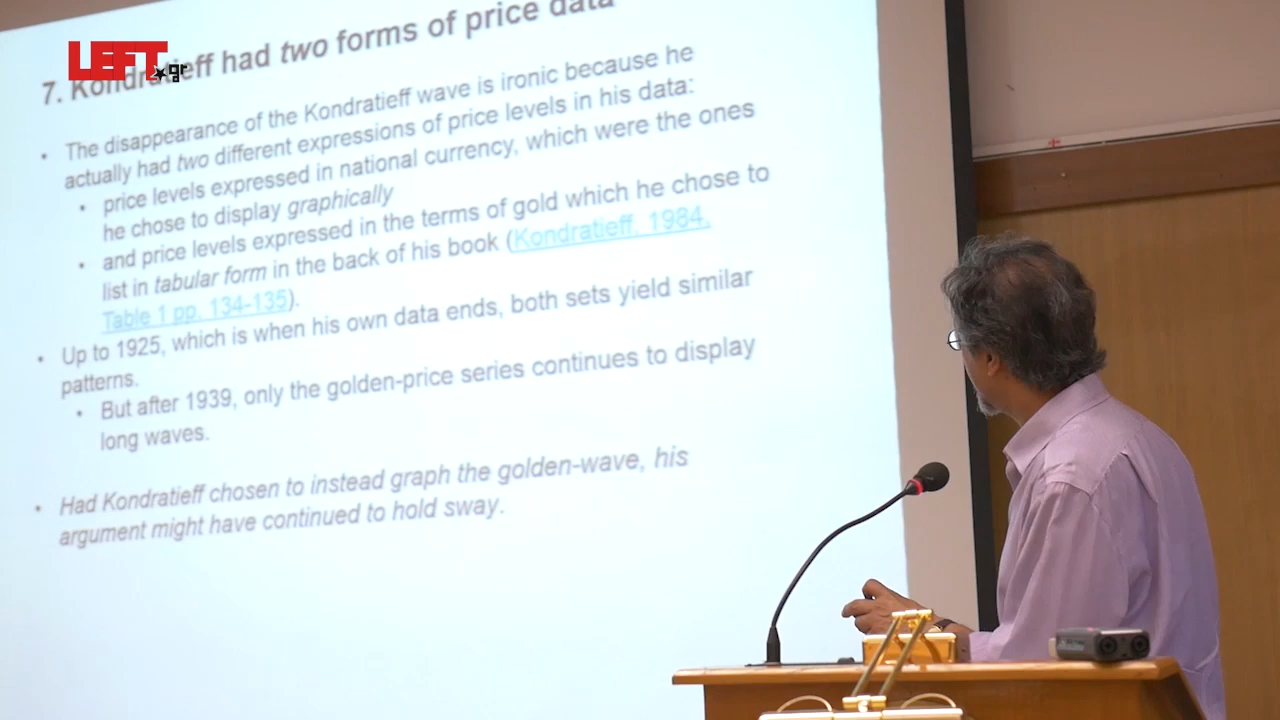 LEFT.gr
7. Kondratieff had two forms of price data
• The disappearance of the Kondratieff wave is ironic because he
actually had two different expressions of price levels in his data:
• price levels expressed in national currency, which were the ones
he chose to display graphically
• and price levels expressed in the terms of gold which he chose to
list in tabular form in the back of his book (Kondratieff, 1984,
Table 1 pp. 134-135).
• Up to 1925, which is when his own data ends, both sets yield similar
patterns.
• But after 1939, only the golden-price series continues to display
long waves.
• Had Kondratieff chosen to instead graph the golden-wave, his
argument might have continued to hold sway.